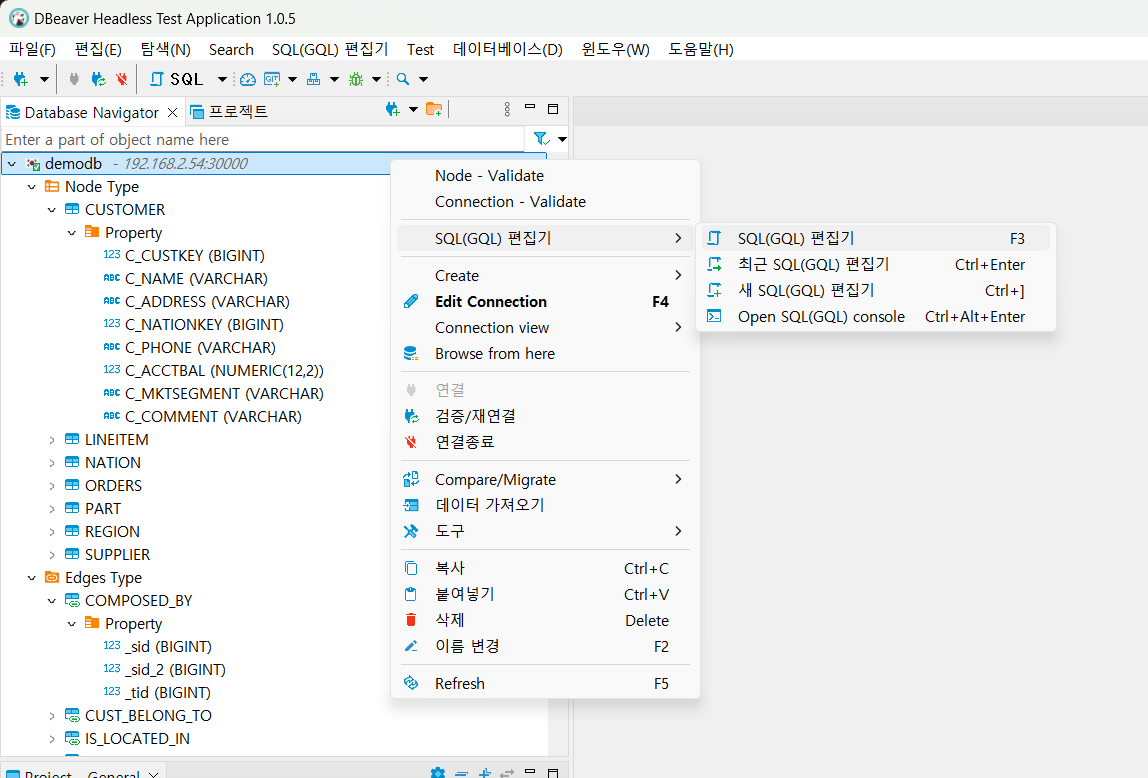 DBeaver Headless Test Application 1.0.5
파일(F) 편집(E) 탐색(N) Search SQL(GQL) 편집기 Test 데이터베이스(D) 윈도우(W) 도움말(H)
SQL GIT
Database Navigator 프로젝트
Enter a part of object name here
demodb - 192.168.2.54:30000
Node Type
CUSTOMER
Property
123 C_CUSTKEY (BIGINT)
ABC C_NAME (VARCHAR)
ABC C_ADDRESS (VARCHAR)
123 C_NATIONKEY (BIGINT)
ABC C_PHONE (VARCHAR)
123 C_ACCTBAL (NUMERIC(12,2))
ABC C_MKTSEGMENT (VARCHAR)
ABC C_COMMENT (VARCHAR)
LINEITEM
NATION
ORDERS
PART
REGION
SUPPLIER
Edges Type
COMPOSED_BY
Property
123 _sid (BIGINT)
123 _sid_2 (BIGINT)
123 _tid (BIGINT)
CUST_BELONG_TO
IS_LOCATED_IN
Project - General
Node - Validate
Connection - Validate
SQL(GQL) 편집기
Create
Edit Connection F4
Connection view
Browse from here
연결
검증/재연결
연결종료
Compare/Migrate
데이터 가져오기
도구
복사 Ctrl+C
붙여넣기 Ctrl+V
삭제 Delete
이름 변경 F2
Refresh F5
SQL(GQL) 편집기 F3
최근 SQL(GQL) 편집기 Ctrl+Enter
새 SQL(GQL) 편집기 Ctrl+]
Open SQL(GQL) console Ctrl+Alt+Enter